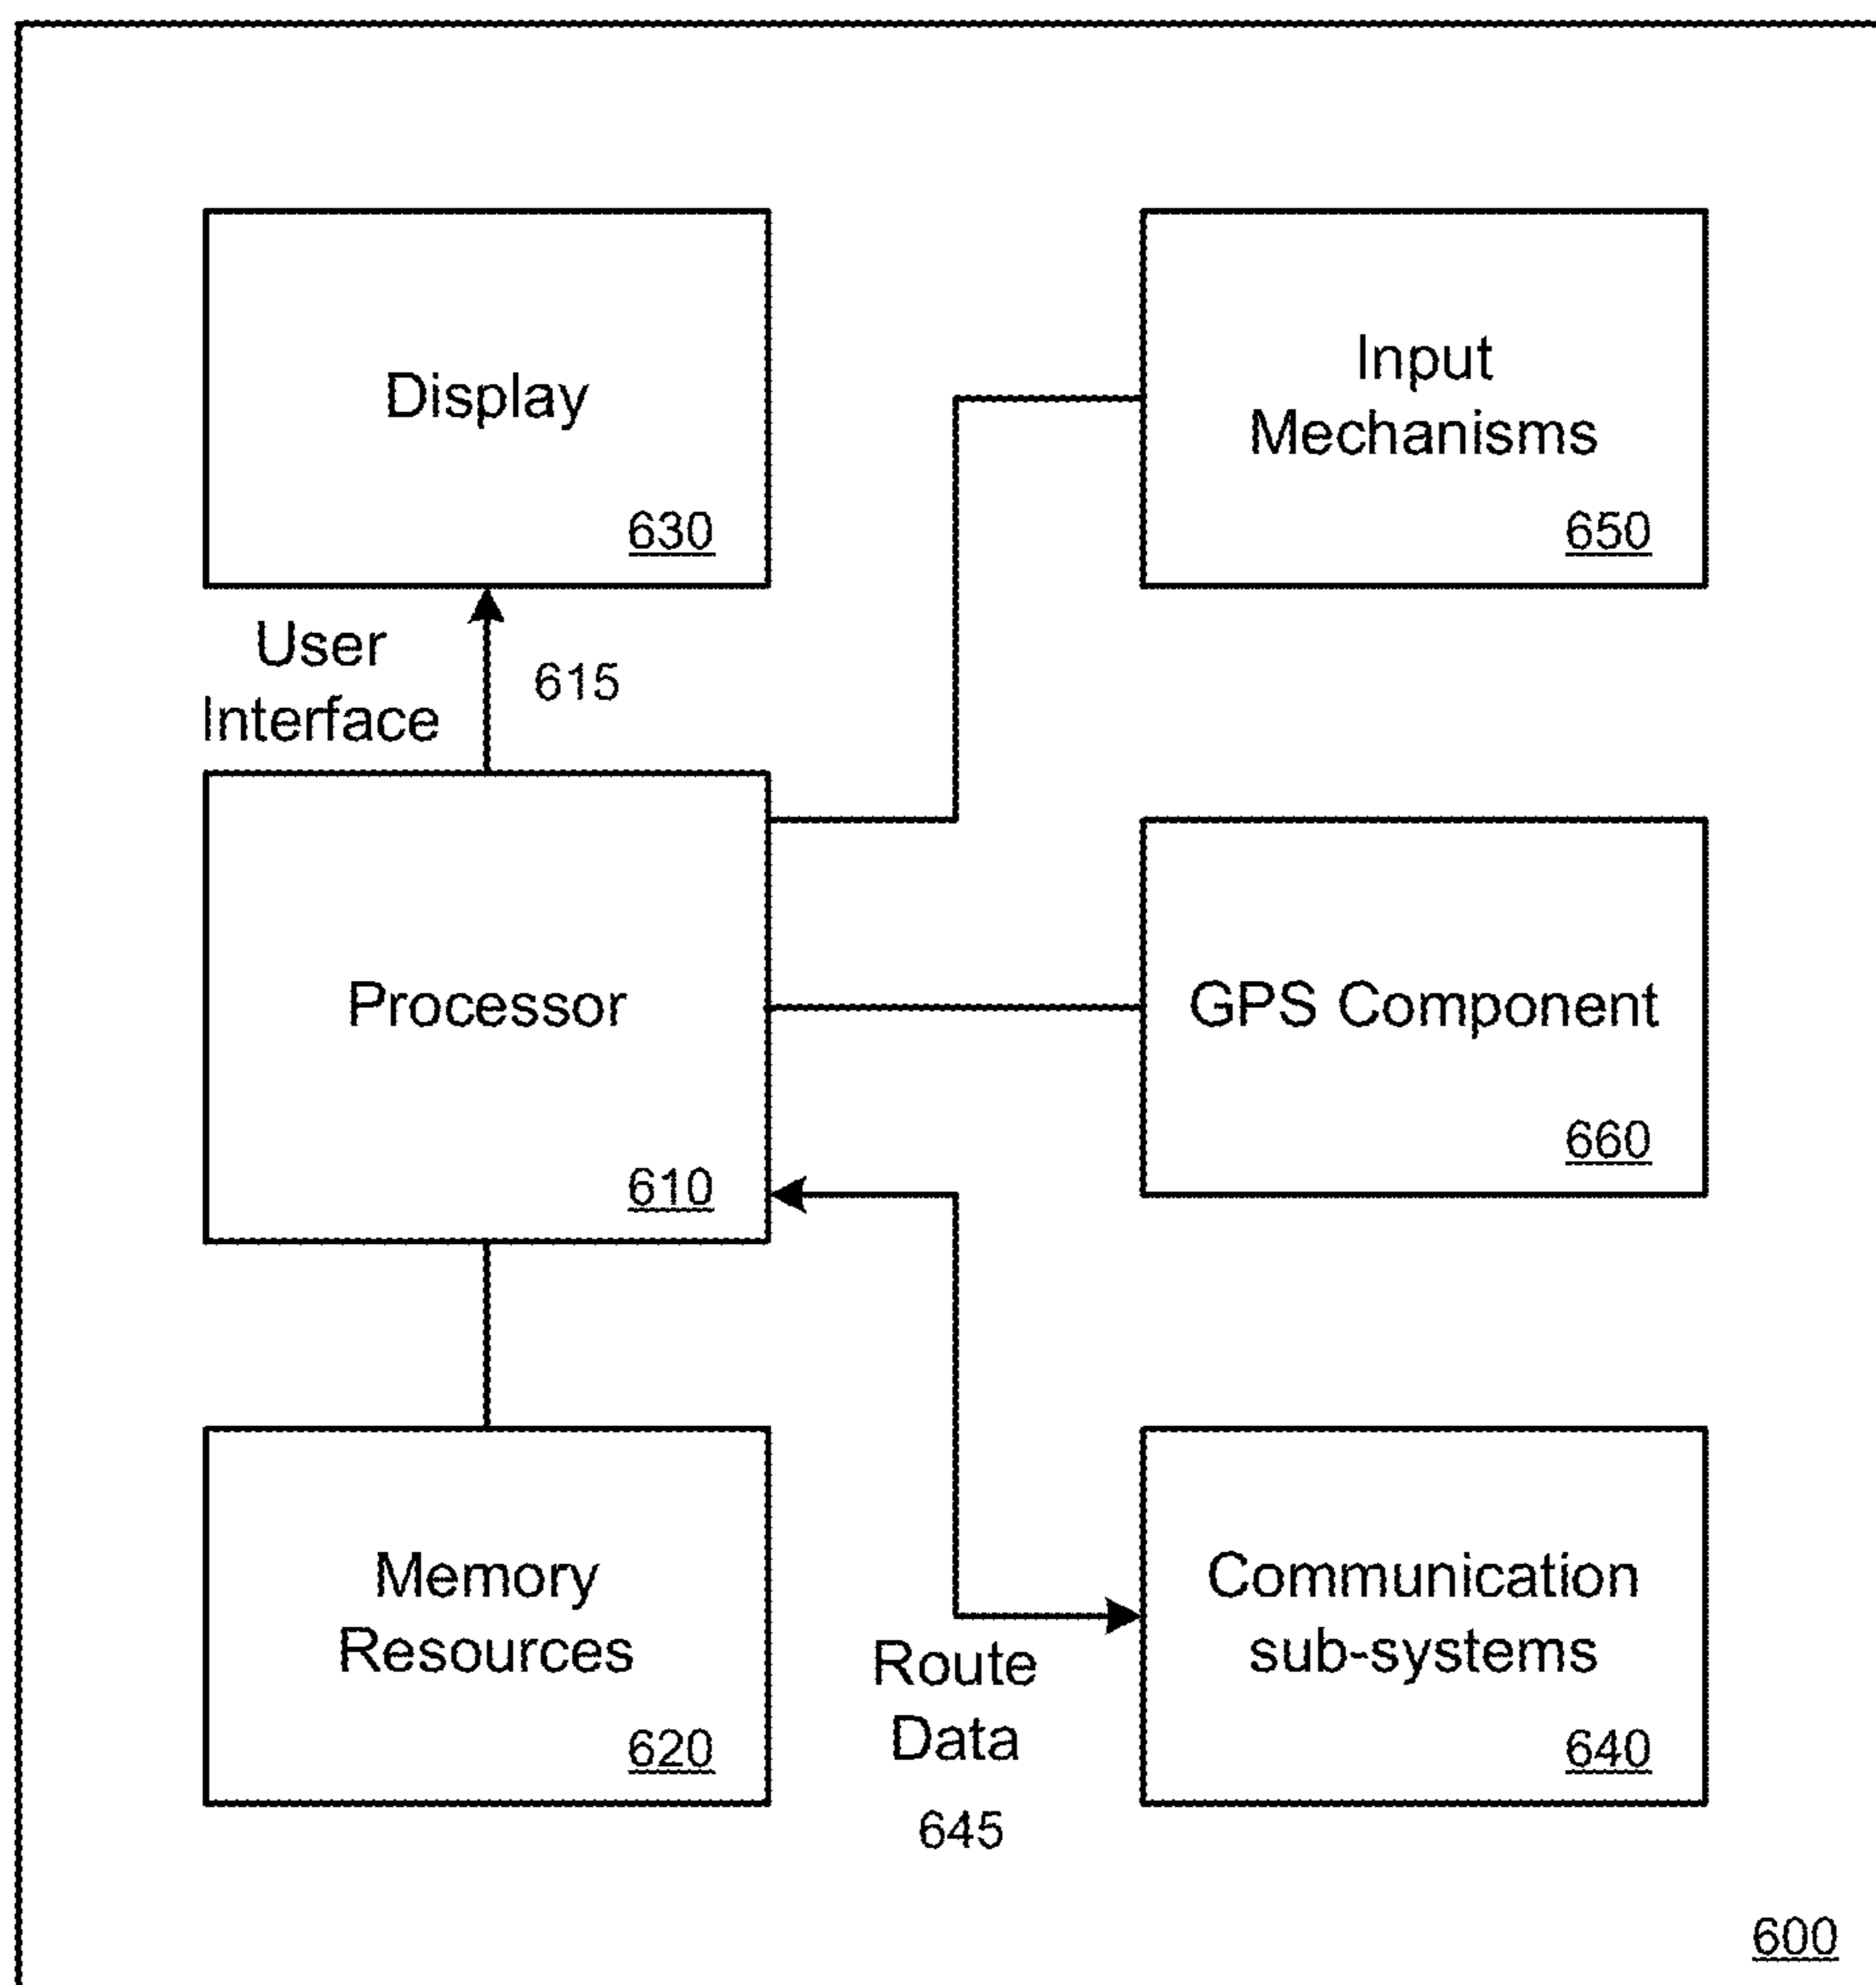 Display
630
Input
Mechanisms
650
User
Interface
615
Processor
610
GPS Component
660
Memory
Resources
620
Route
Data
645
Communication
sub-systems
640
600